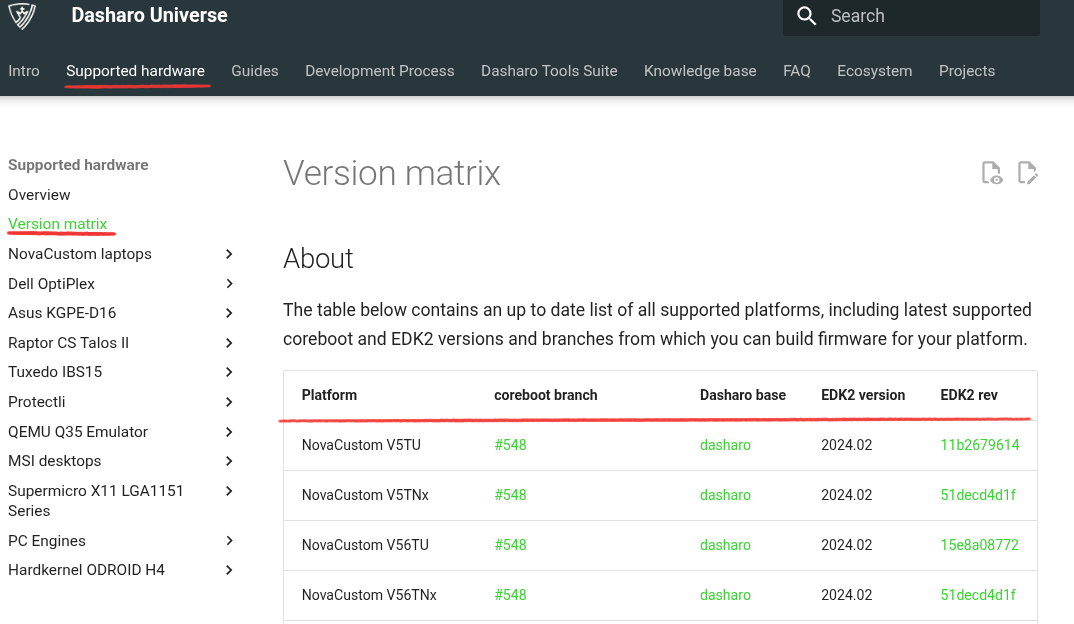 Dasharo Universe
Search
Intro Supported hardware Guides Development Process Dasharo Tools Suite Knowledge base FAQ Ecosystem Projects
Supported hardware
Overview
Version matrix
NovaCustom laptops
Dell OptiPlex
Asus KGPE-D16
Raptor CS Talos II
Tuxedo IBS15
Protectli
QEMU Q35 Emulator
MSI desktops
Supermicro X11 LGA1151
Series
PC Engines
Hardkernel ODROID H4
Version matrix
About
The table below contains an up to date list of all supported platforms, including latest supported
coreboot and EDK2 versions and branches from which you can build firmware for your platform.
Platform coreboot branch Dasharo base EDK2 version EDK2 rev
NovaCustom V5TU #548 dasharo 2024.02 11b2679614
NovaCustom V5TNx #548 dasharo 2024.02 51decd4d1f
NovaCustom V56TU #548 dasharo 2024.02 15e8a08772
NovaCustom V56TNx #548 dasharo 2024.02 51decd4d1f